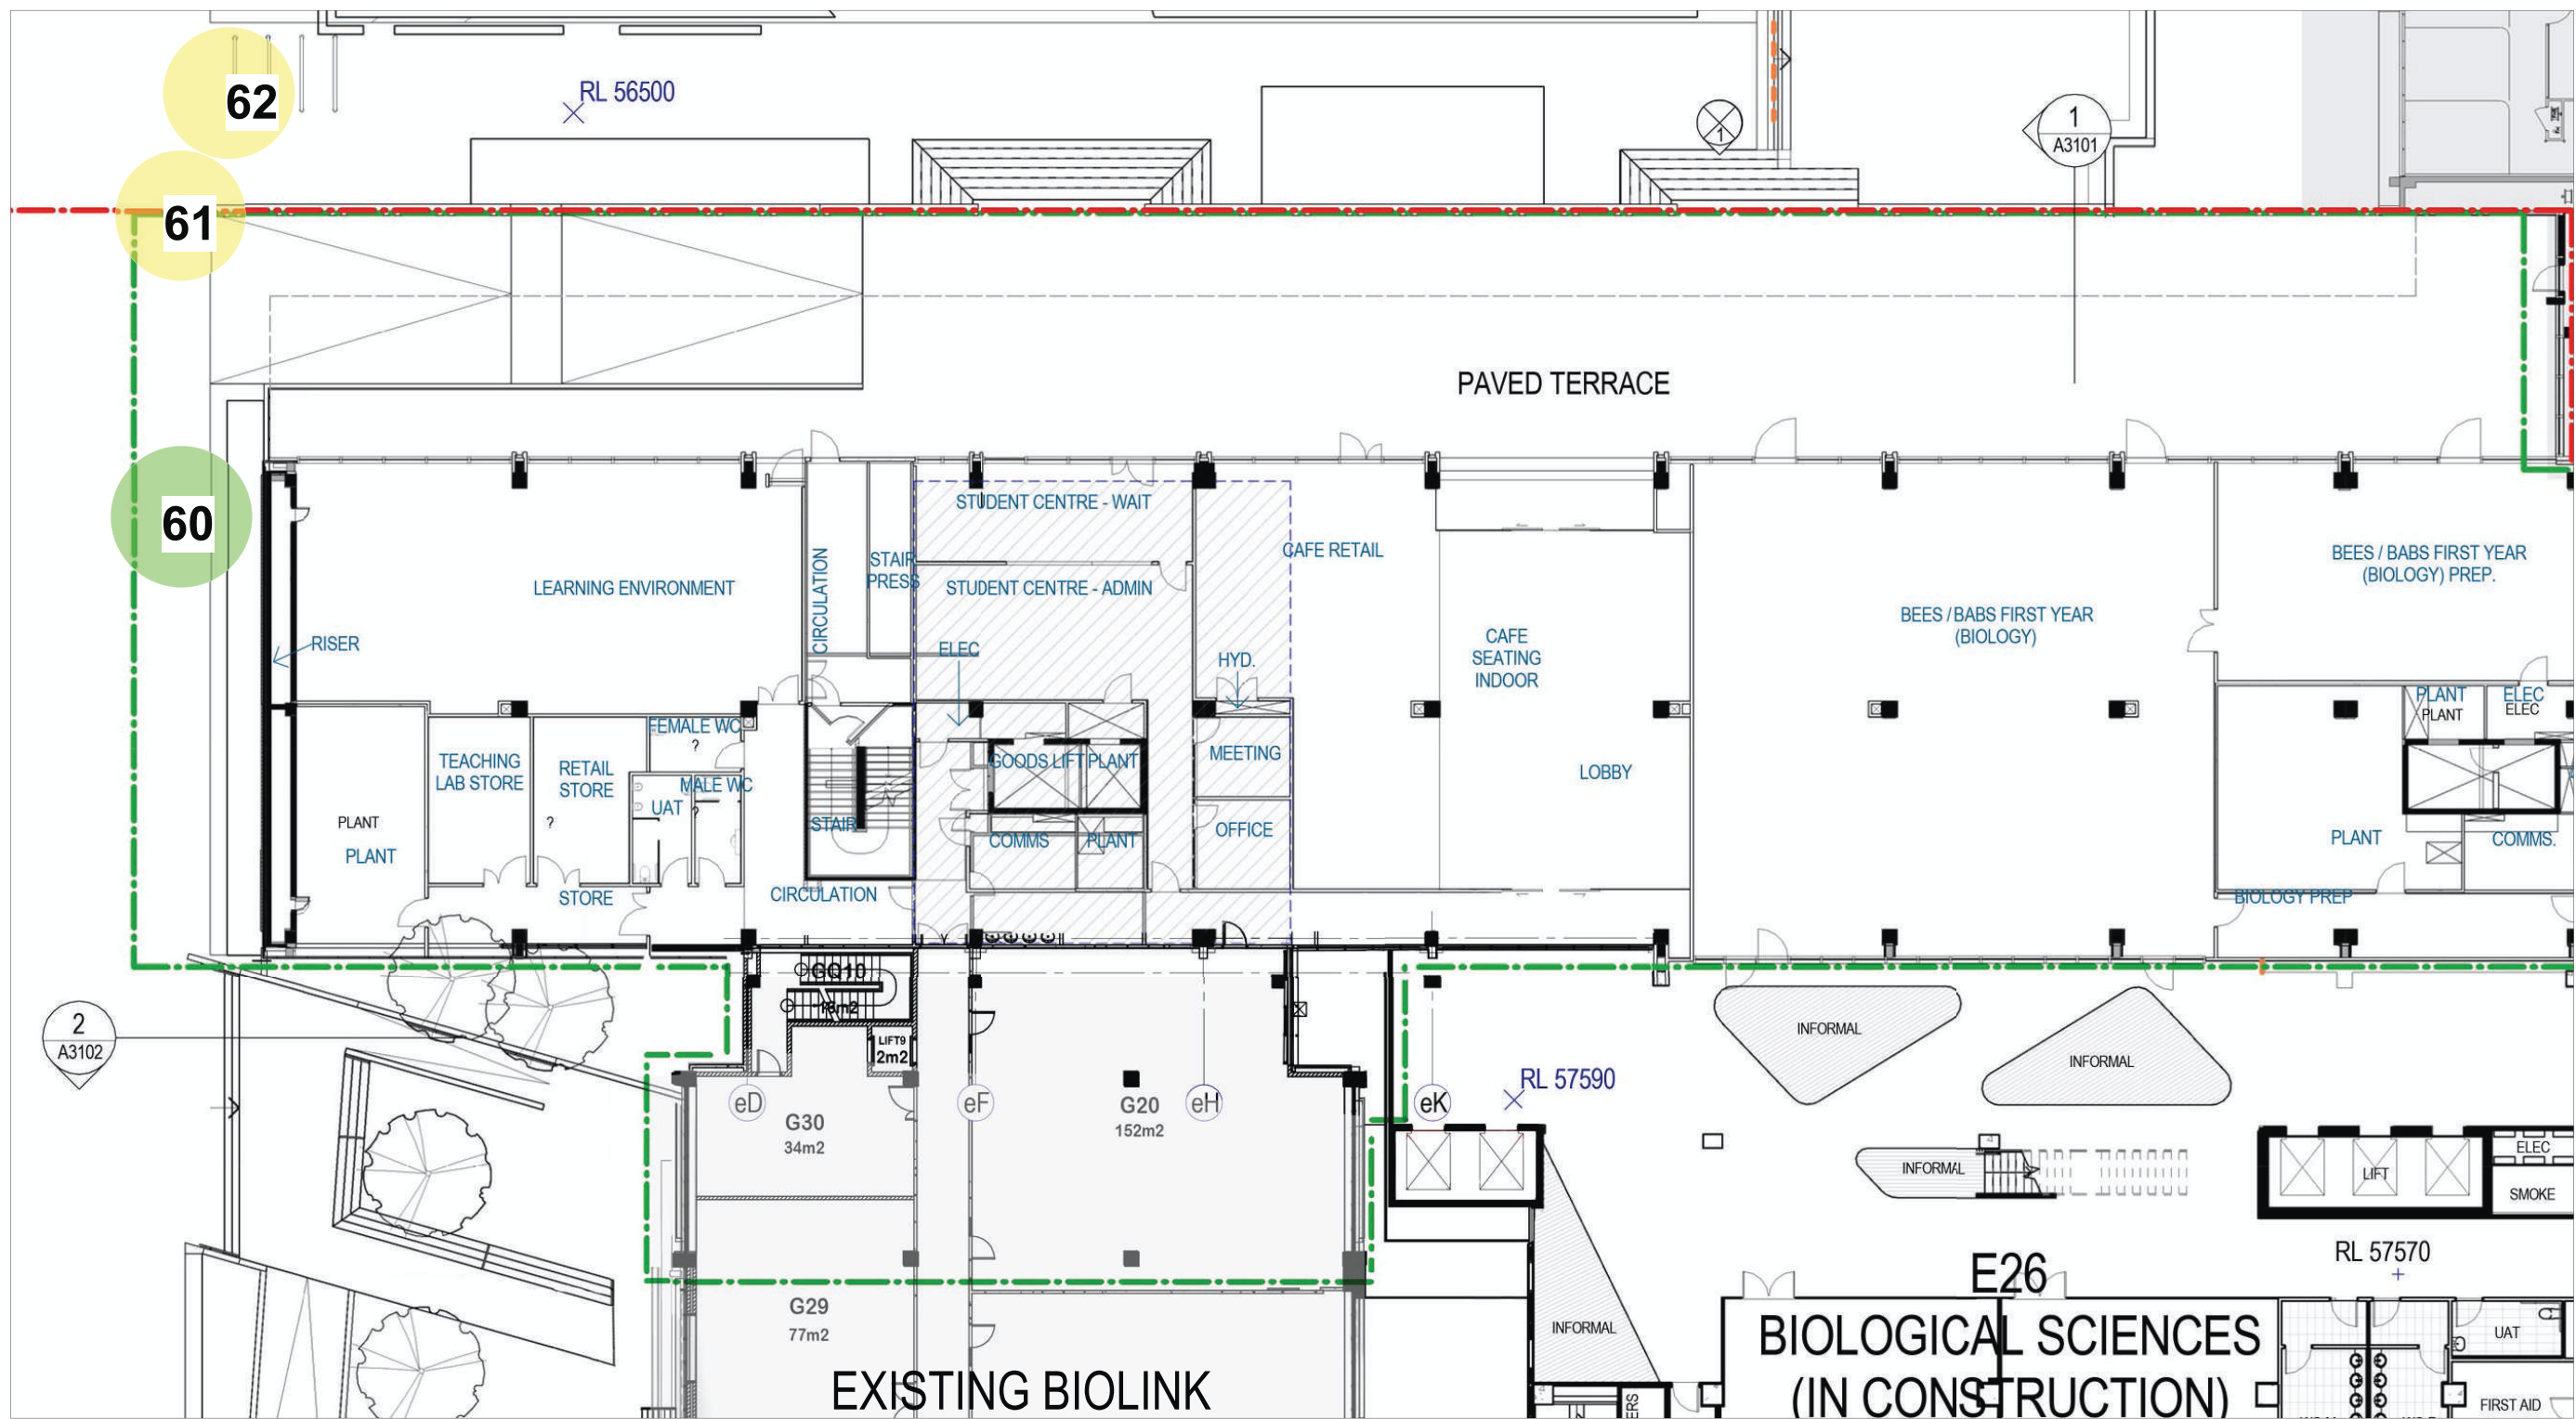 62
RL 56500
1
1
A3101
61
PAVED TERRACE
60
STUDENT CENTRE - WAIT
CAFE RETAIL
BEES / BABS FIRST YEAR
(BIOLOGY) PREP.
STAIR
PRESS
CIRCULATION
LEARNING ENVIRONMENT
STUDENT CENTRE - ADMIN
BEES / BABS FIRST YEAR
(BIOLOGY)
RISER
ELEC
HYD.
CAFE
SEATING
INDOOR
PLANT
PLANT
ELEC
ELEC
FEMALE WC
?
TEACHING
LAB STORE
RETAIL
STORE
?
MALE WC
UAT
?
GOODS LIFT
PLANT
MEETING
LOBBY
PLANT
PLANT
STAIR
COMMS
PLANT
OFFICE
PLANT
COMMS.
STORE
CIRCULATION
BIOLOGY PREP
GQ10
LIFT9
2m2
2
A3102
INFORMAL
INFORMAL
RL 57590
eD
eF
eH
eK
G30
34m2
G20
152m2
INFORMAL
LIFT
ELEC
SMOKE
RL 57570
E26
G29
77m2
INFORMAL
BIOLOGICAL SCIENCES
(IN CONSTRUCTION)
UAT
EXISTING BIOLINK
ERS
FIRST AID